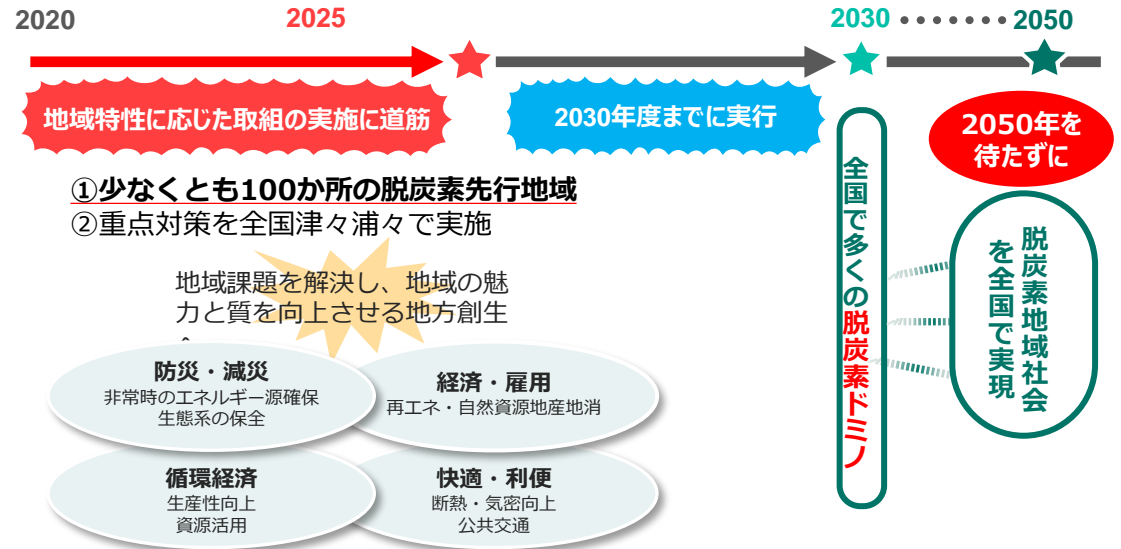 2020
2025
2030 ・・・・・・・ 2050
地域特性に応じた取組の実施に道筋
2030年度までに実行
2050年を
待たずに
①少なくとも100か所の脱炭素先行地域
②重点対策を全国津々浦々で実施
地域課題を解決し、地域の魅
力と質を向上させる地方創生
へ
防災・減災
非常時のエネルギー源確保
生態系の保全
経済・雇用
再エネ・自然資源地産地消
循環経済
生産性向上
資源活用
快適・利便
断熱・気密向上
公共交通
全国で多くの脱炭素ドミノ
脱炭素地域社会
を全国で実現